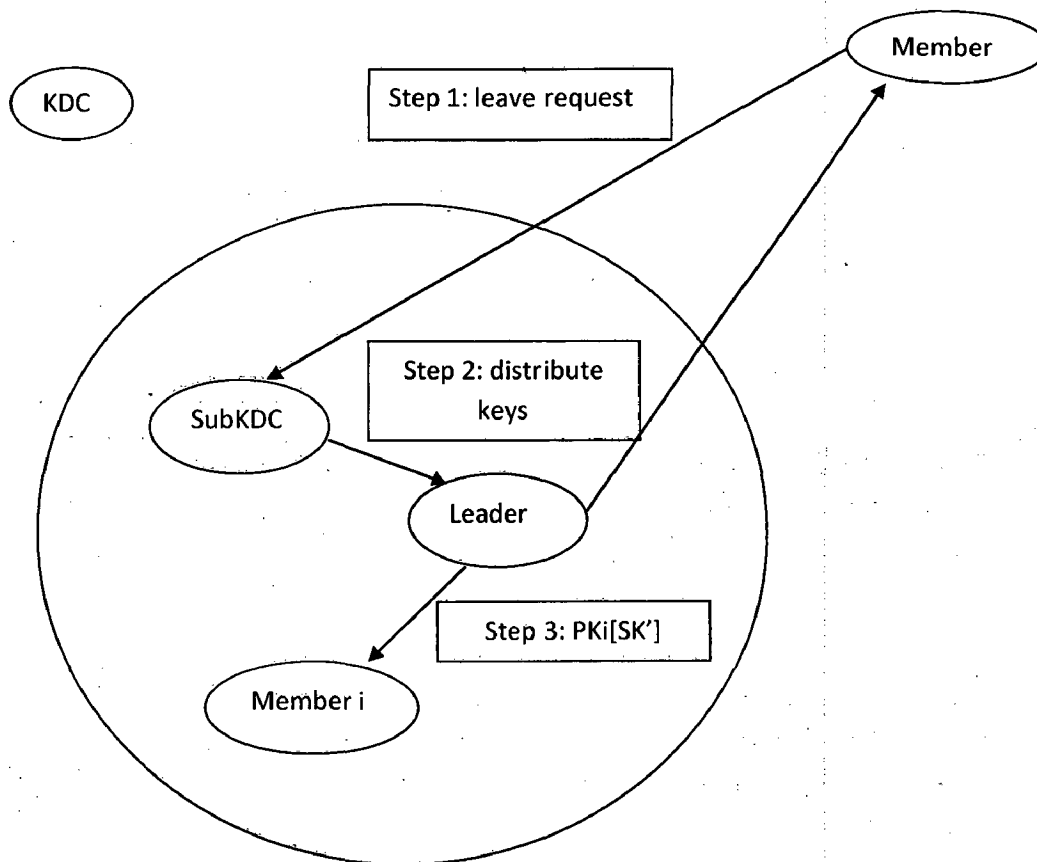 Member
KDC
Step 1: leave request
Step 2: distribute
keys
SubKDC
Leader
Step 3: PKi[SK’]
Member i